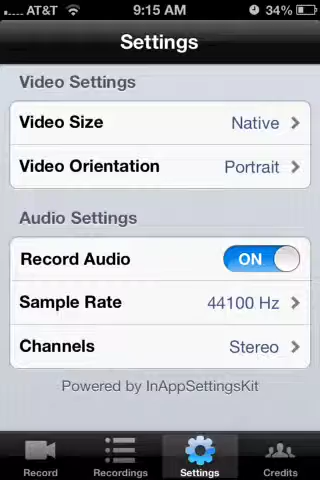 AT&T 9:15 AM 34%
Settings
Video Settings
Video Size Native
Video Orientation Portrait
Audio Settings
Record Audio ON
Sample Rate 44100 Hz
Channels Stereo
Powered by InAppSettingsKit
Record Recordings Settings Credits